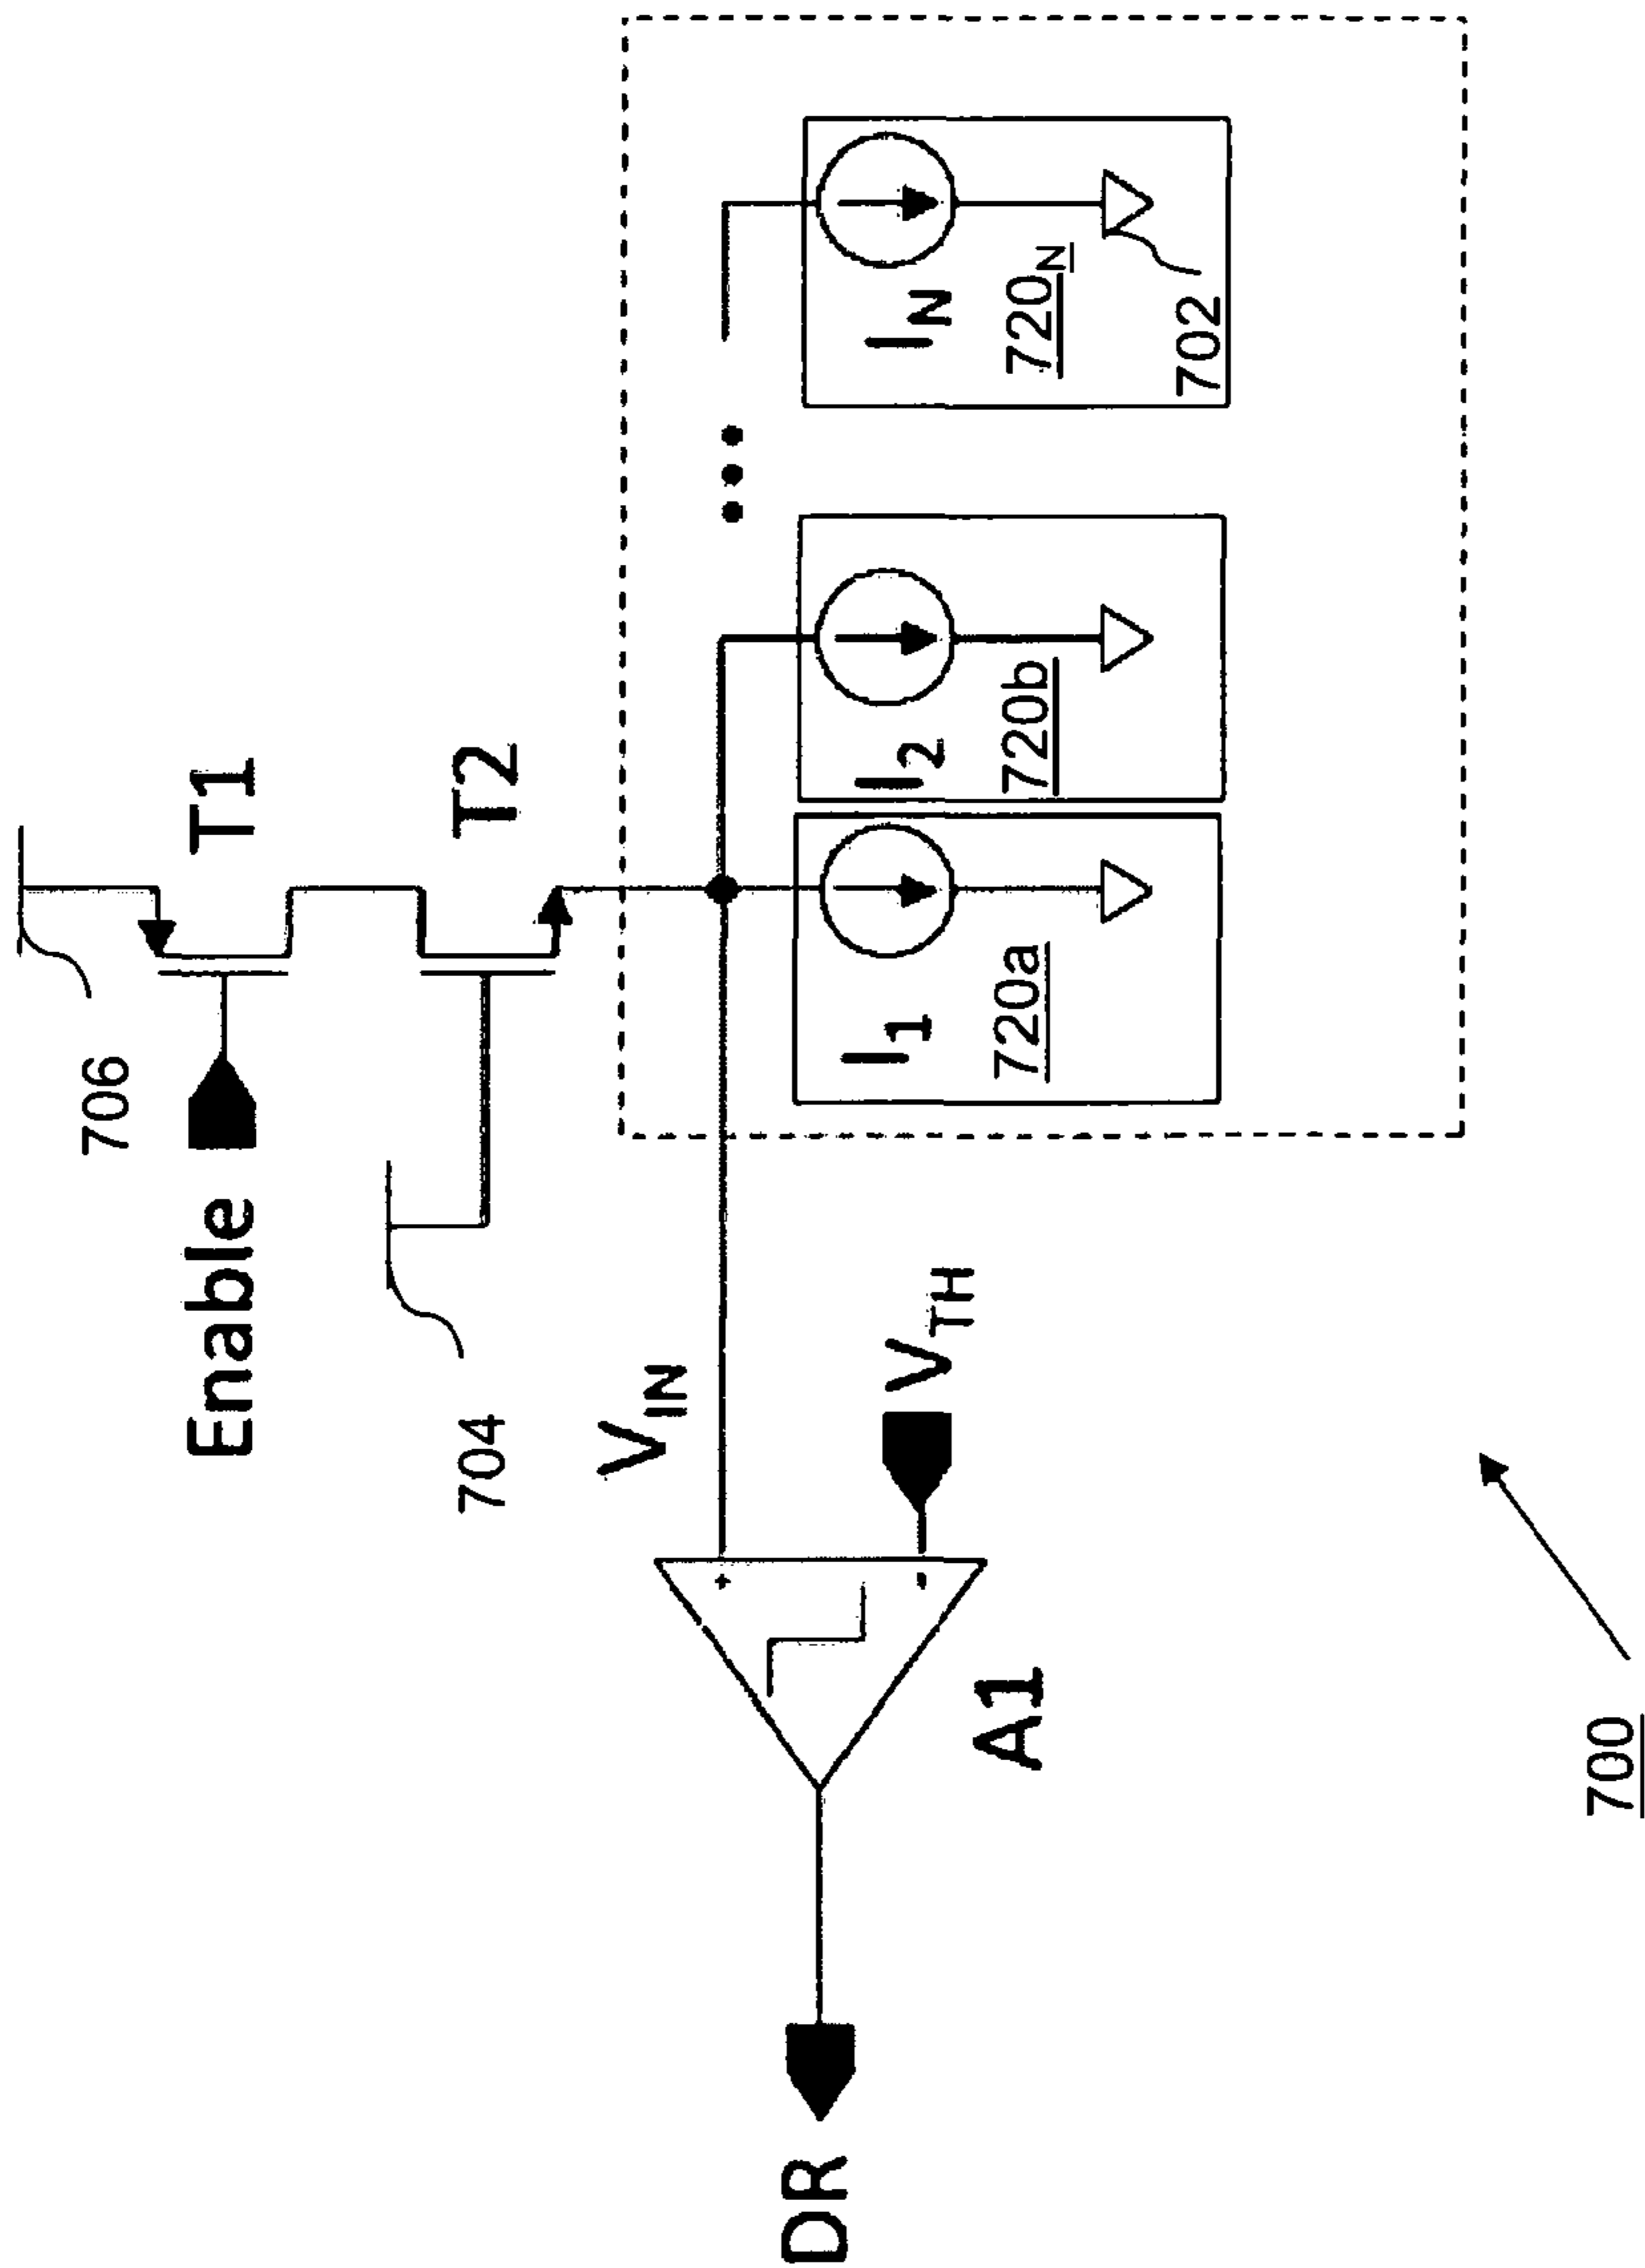 706
T1
Enable
T2
704
V_IN
I_1
720a
I_2
720b
I_N
720_N
702
V_TH
+
-
A1
DR
700